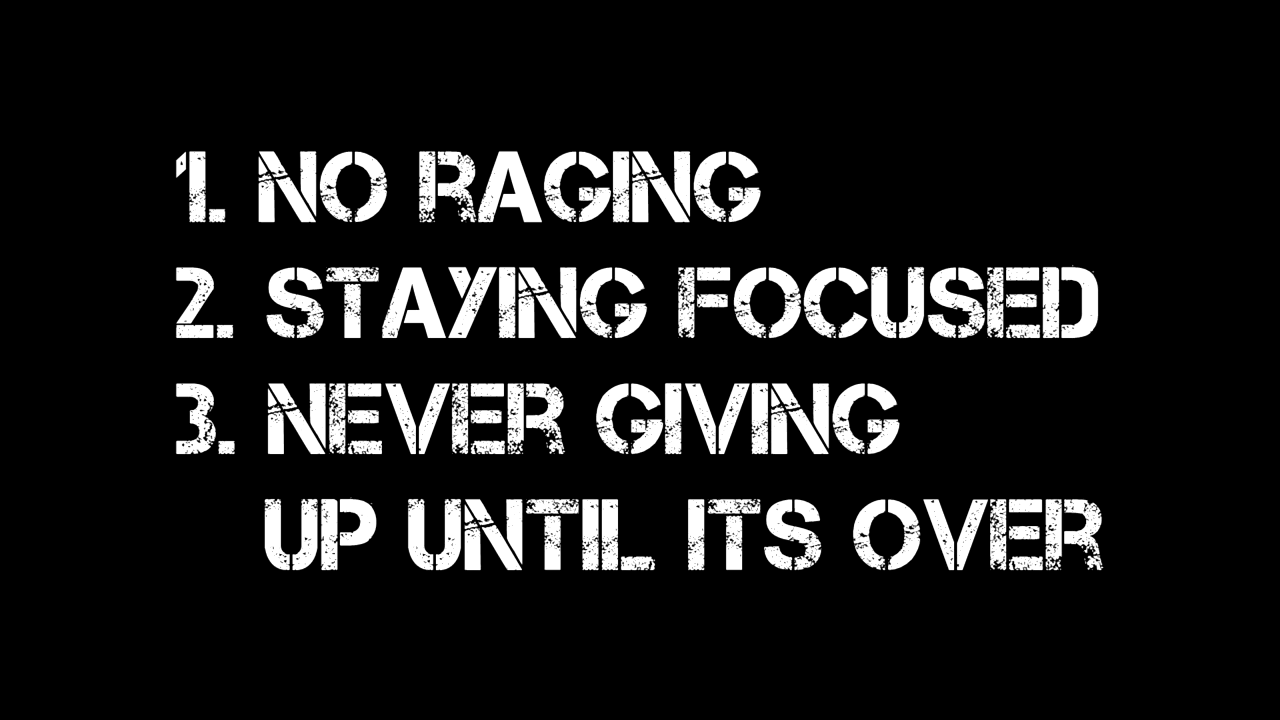 1. NO RAGING
2. STAYING FOCUSED
3. NEVER GIVING
UP UNTIL ITS OVER